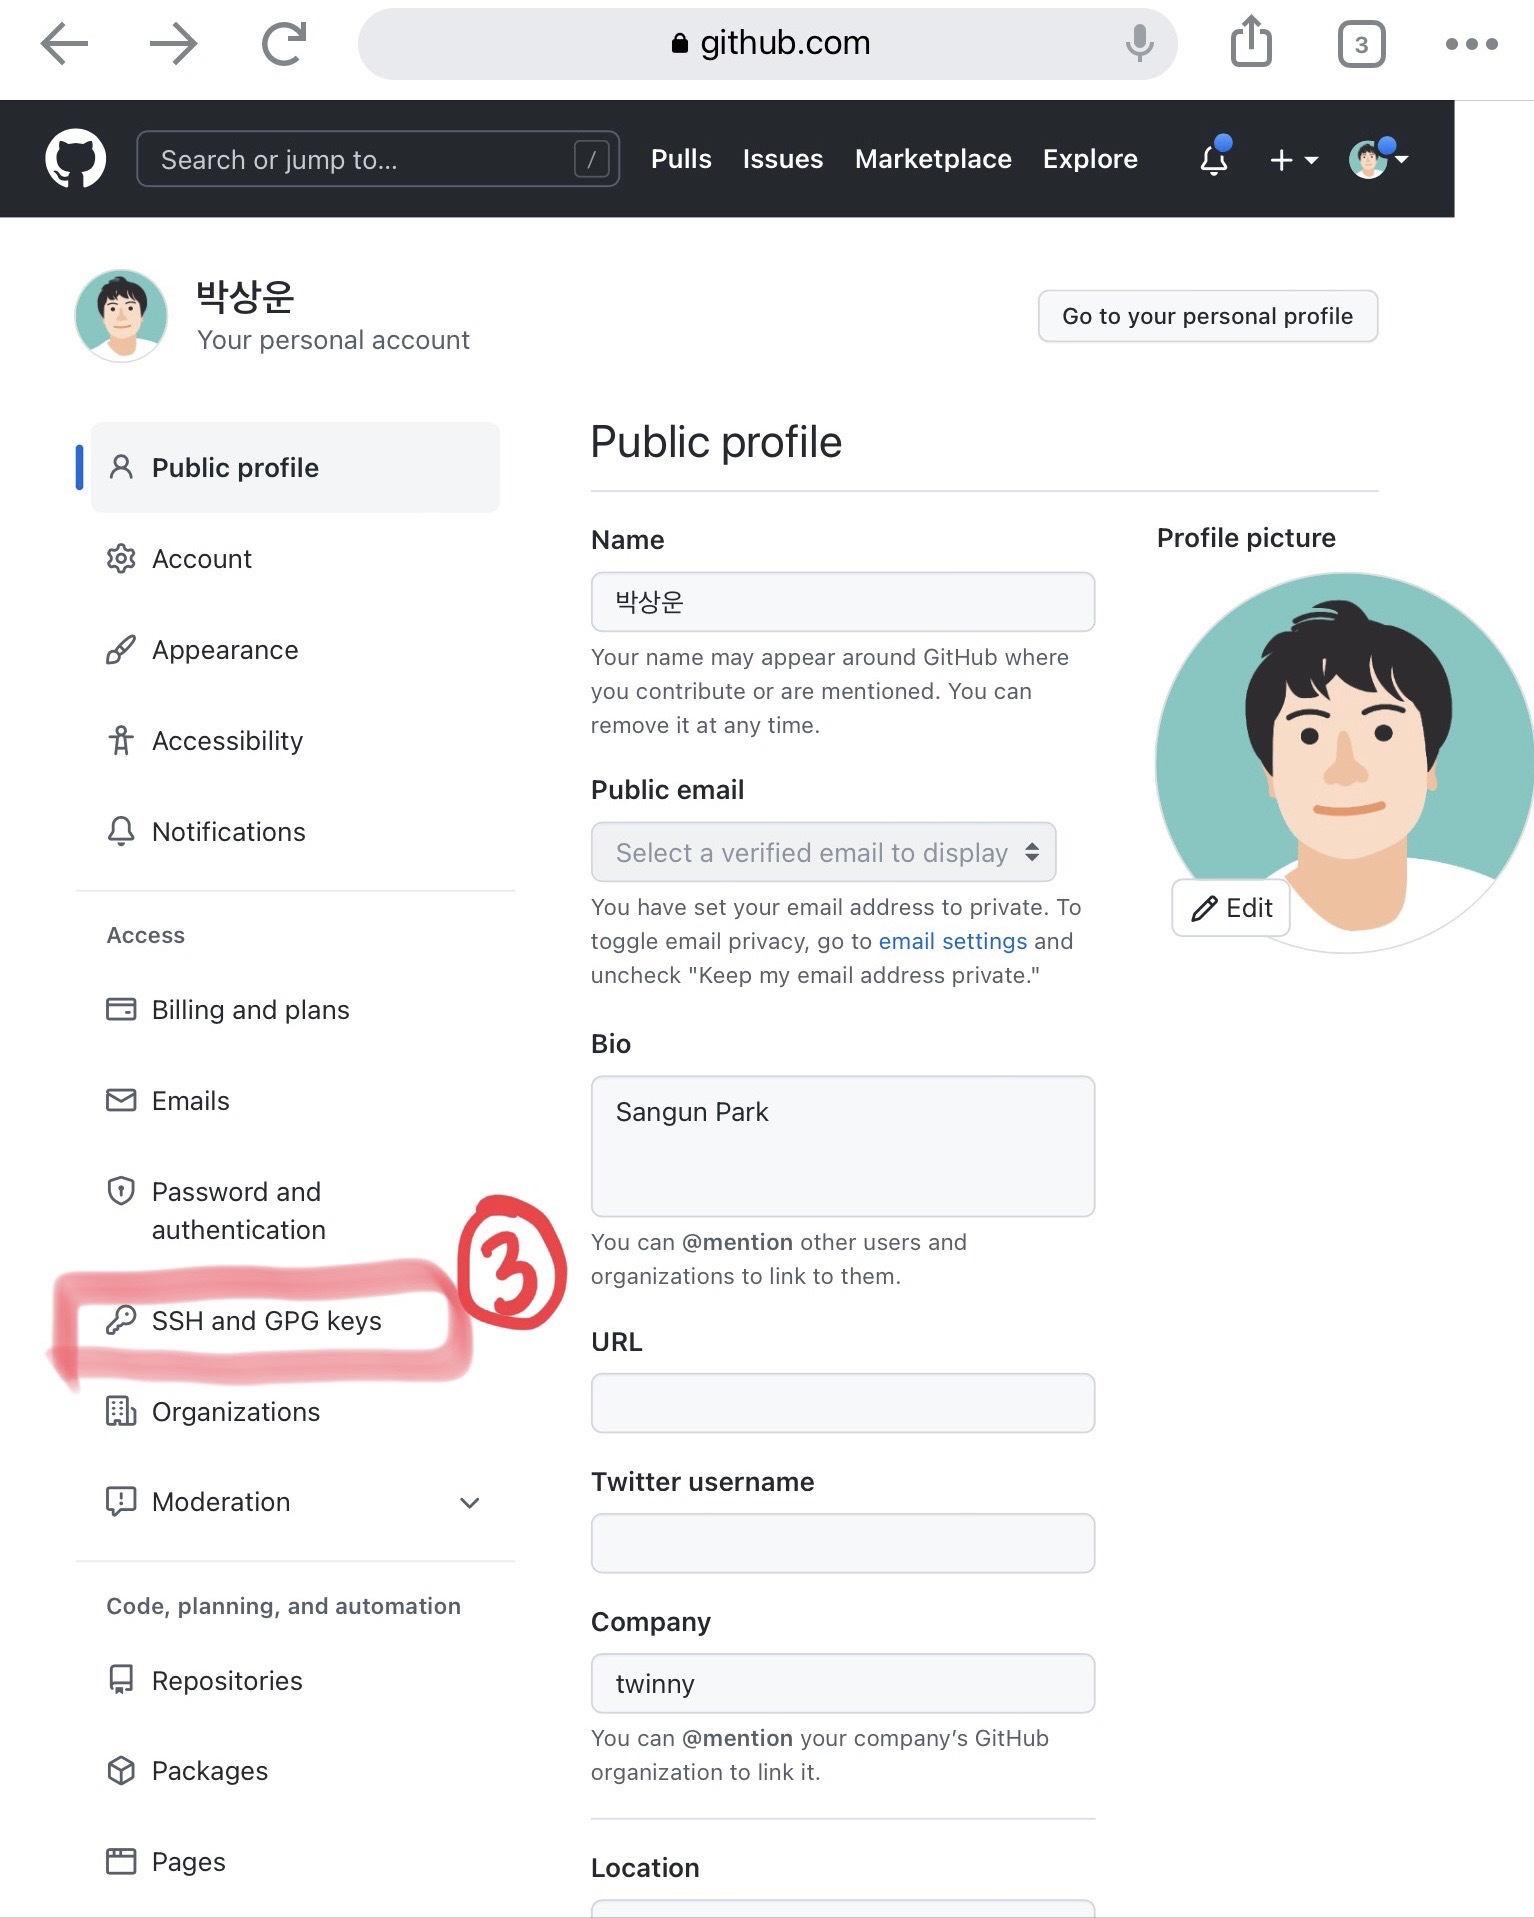 github.com
3
Search or jump to... /
Pulls Issues Marketplace Explore
박상운
Your personal account
Go to your personal profile
Public profile
Account
Appearance
Accessibility
Notifications
Access
Billing and plans
Emails
Password and
authentication
SSH and GPG keys
3
Organizations
Moderation
Code, planning, and automation
Repositories
Packages
Pages
Public profile
Name
박상운
Your name may appear around GitHub where
you contribute or are mentioned. You can
remove it at any time.
Public email
Select a verified email to display
You have set your email address to private. To
toggle email privacy, go to email settings and
uncheck "Keep my email address private."
Bio
Sangun Park
You can @mention other users and
organizations to link to them.
URL
Twitter username
Company
twinny
You can @mention your company’s GitHub
organization to link it.
Location
Profile picture
Edit